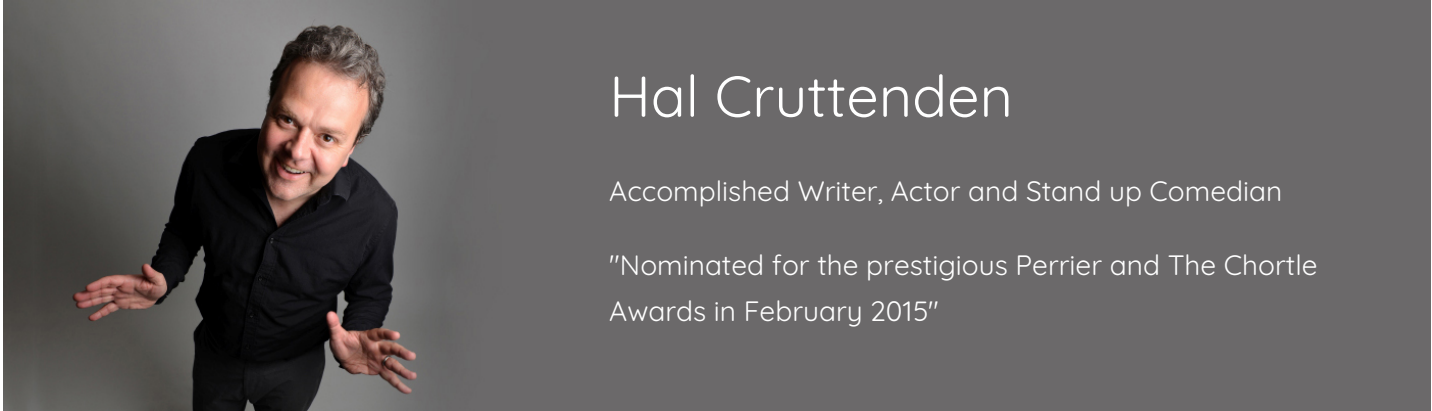 Hal Cruttenden
Accomplished Writer, Actor and Stand up Comedian
"Nominated for the prestigious Perrier and The Chortle
Awards in February 2015"